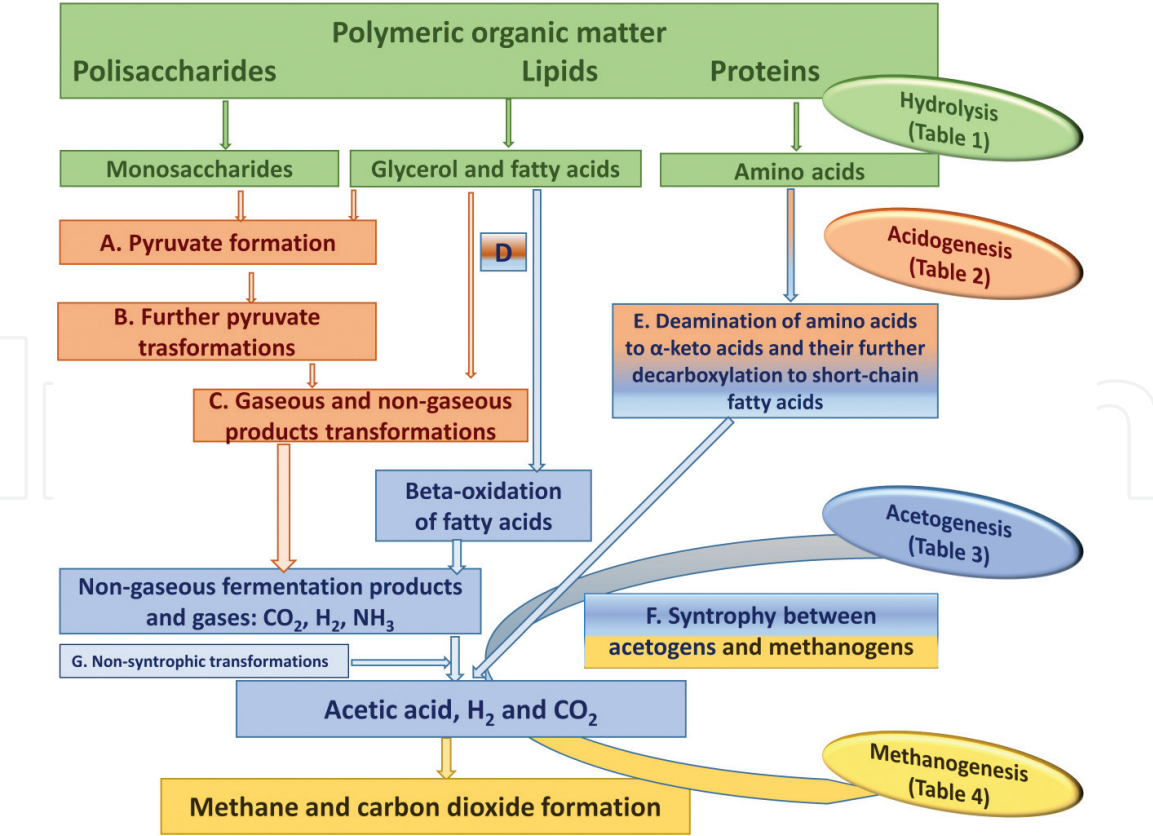 Polymeric organic matter
Polisaccharides Lipids Proteins
Hydrolysis
(Table 1)
Monosaccharides
Glycerol and fatty acids
Amino acids
A. Pyruvate formation
D
Acidogenesis
(Table 2)
B. Further pyruvate
trasformations
E. Deamination of amino acids
to α-keto acids and their further
decarboxylation to short-chain
fatty acids
C. Gaseous and non-gaseous
products transformations
Beta-oxidation
of fatty acids
Acetogenesis
(Table 3)
Non-gaseous fermentation products
and gases: CO₂, H₂, NH₃
F. Syntrophy between
acetogens and methanogens
G. Non-syntrophic transformations
Acetic acid, H₂ and CO₂
Methanogenesis
(Table 4)
Methane and carbon dioxide formation